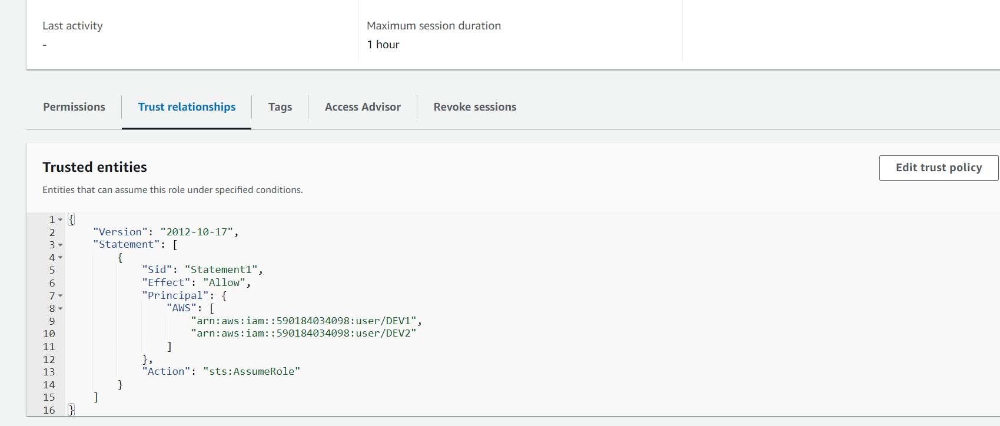 Last activity
-
Maximum session duration
1 hour
Permissions
Trust relationships
Tags
Access Advisor
Revoke sessions
Trusted entities
Edit trust policy
Entities that can assume this role under specified conditions.
1 {
2 "Version": "2012-10-17",
3 "Statement": [
4 {
5 "Sid": "Statement1",
6 "Effect": "Allow",
7 "Principal": {
8 "AWS": [
9 "arn:aws:iam::590184034098:user/DEV1",
10 "arn:aws:iam::590184034098:user/DEV2"
11 ]
12 },
13 "Action": "sts:AssumeRole"
14 }
15 ]
16 }